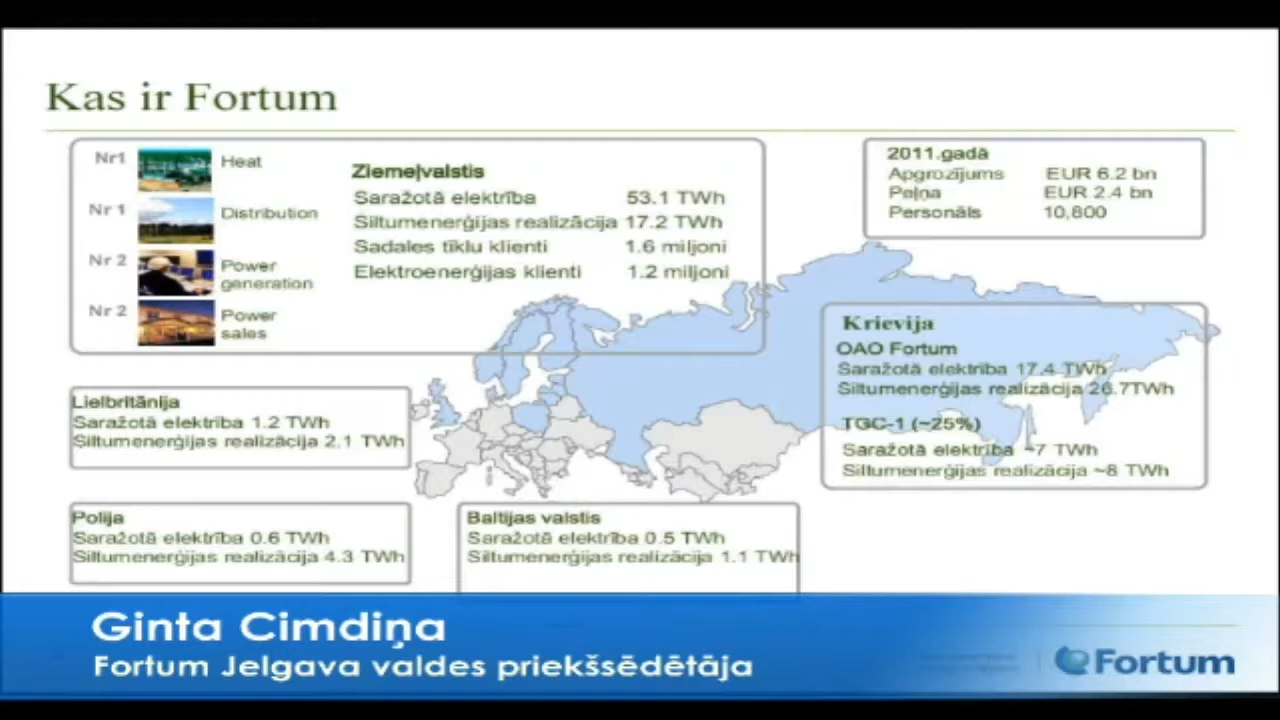 Kas ir Fortum
Nr1 Heat
Nr 1 Distribution
Nr 2 Power generation
Nr 2 Power sales
Ziemeļvalstis
Saražotā elektrība 53.1 TWh
Siltumenerģijas realizācija 17.2 TWh
Sadales tīklu klienti 1.6 miljoni
Elektroenerģijas klienti 1.2 miljoni
2011.gadā
Apgrozījums EUR 6.2 bn
Peļņa EUR 2.4 bn
Personāls 10,800
Krievija
OAO Fortum
Saražotā elektrība 17.4 TWh
Siltumenerģijas realizācija 26.7TWh
TGC-1 (~25%)
Saražotā elektrība ~7 TWh
Siltumenerģijas realizācija ~8 TWh
Lielbritānija
Saražotā elektrība 1.2 TWh
Siltumenerģijas realizācija 2.1 TWh
Polija
Saražotā elektrība 0.6 TWh
Siltumenerģijas realizācija 4.3 TWh
Baltijas valstis
Saražotā elektrība 0.5 TWh
Siltumenerģijas realizācija 1.1 TWh
Ginta Cimdiņa
Fortum Jelgava valdes priekšsēdētāja
Fortum